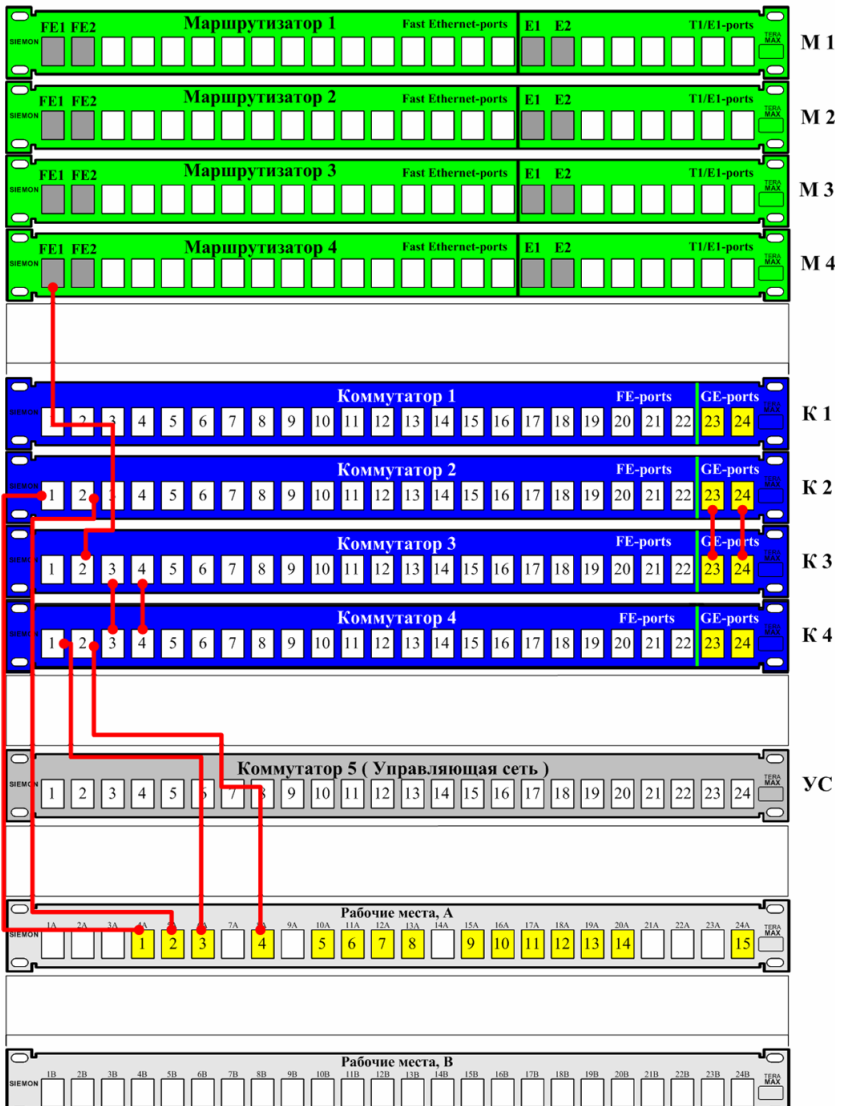 FE1 FE2 Маршрутизатор 1 Fast Ethernet-ports E1 E2 T1/E1-ports
SIEMON TERA MAX М 1
FE1 FE2 Маршрутизатор 2 Fast Ethernet-ports E1 E2 T1/E1-ports
SIEMON TERA MAX М 2
FE1 FE2 Маршрутизатор 3 Fast Ethernet-ports E1 E2 T1/E1-ports
SIEMON TERA MAX М 3
FE1 FE2 Маршрутизатор 4 Fast Ethernet-ports E1 E2 T1/E1-ports
SIEMON TERA MAX М 4
Коммутатор 1 FE-ports GE-ports
SIEMON 1 2 3 4 5 6 7 8 9 10 11 12 13 14 15 16 17 18 19 20 21 22 23 24 TERA MAX К 1
Коммутатор 2 FE-ports GE-ports
SIEMON 1 2 3 4 5 6 7 8 9 10 11 12 13 14 15 16 17 18 19 20 21 22 23 24 TERA MAX К 2
Коммутатор 3 FE-ports GE-ports
SIEMON 1 2 3 4 5 6 7 8 9 10 11 12 13 14 15 16 17 18 19 20 21 22 23 24 TERA MAX К 3
Коммутатор 4 FE-ports GE-ports
SIEMON 1 2 3 4 5 6 7 8 9 10 11 12 13 14 15 16 17 18 19 20 21 22 23 24 TERA MAX К 4
Коммутатор 5 ( Управляющая сеть )
SIEMON 1 2 3 4 5 6 7 8 9 10 11 12 13 14 15 16 17 18 19 20 21 22 23 24 TERA MAX УС
Рабочие места, А
1A 2A 3A 4A 7A 9A 10A 11A 12A 13A 14A 15A 16A 17A 18A 19A 20A 21A 22A 23A 24A
SIEMON 1 2 3 4 5 6 7 8 9 10 11 12 13 14 15 TERA MAX
Рабочие места, В
1B 2B 3B 4B 5B 6B 7B 8B 9B 10B 11B 12B 13B 14B 15B 16B 17B 18B 19B 20B 21B 22B 23B 24B
SIEMON TERA MAX